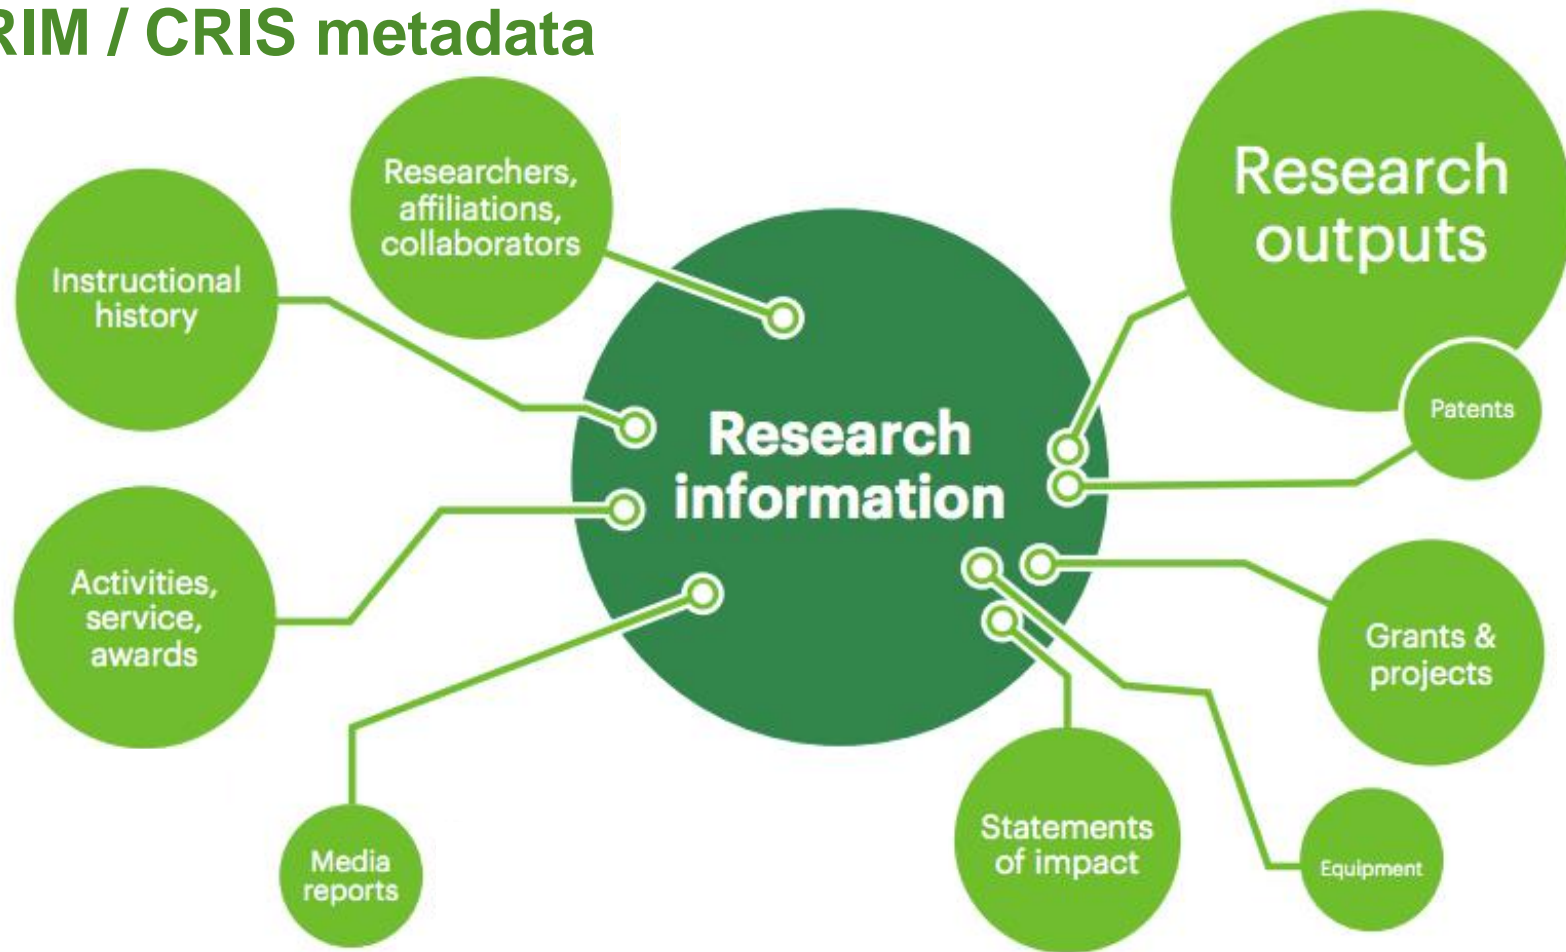 RIM / CRIS metadata
Researchers,
affiliations,
collaborators
Research
outputs
Instructional
history
Patents
Research
information
Activities,
service,
awards
Grants &
projects
Statements
of impact
Media
reports
Equipment